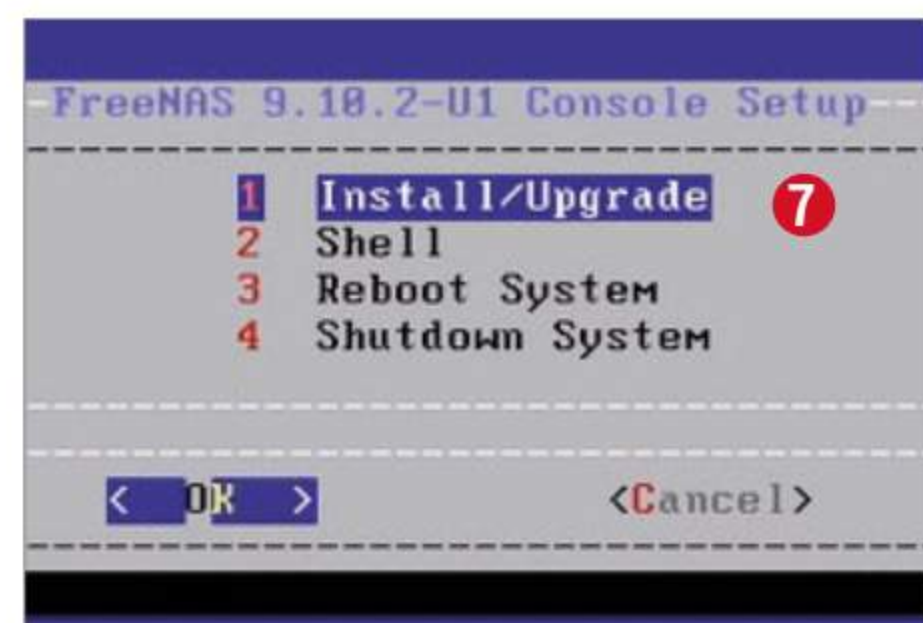 FreeNAS 9.10.2-U1 Console Setup
1 Install/Upgrade 7
2 Shell
3 Reboot System
4 Shutdown System
< OK > <Cancel>